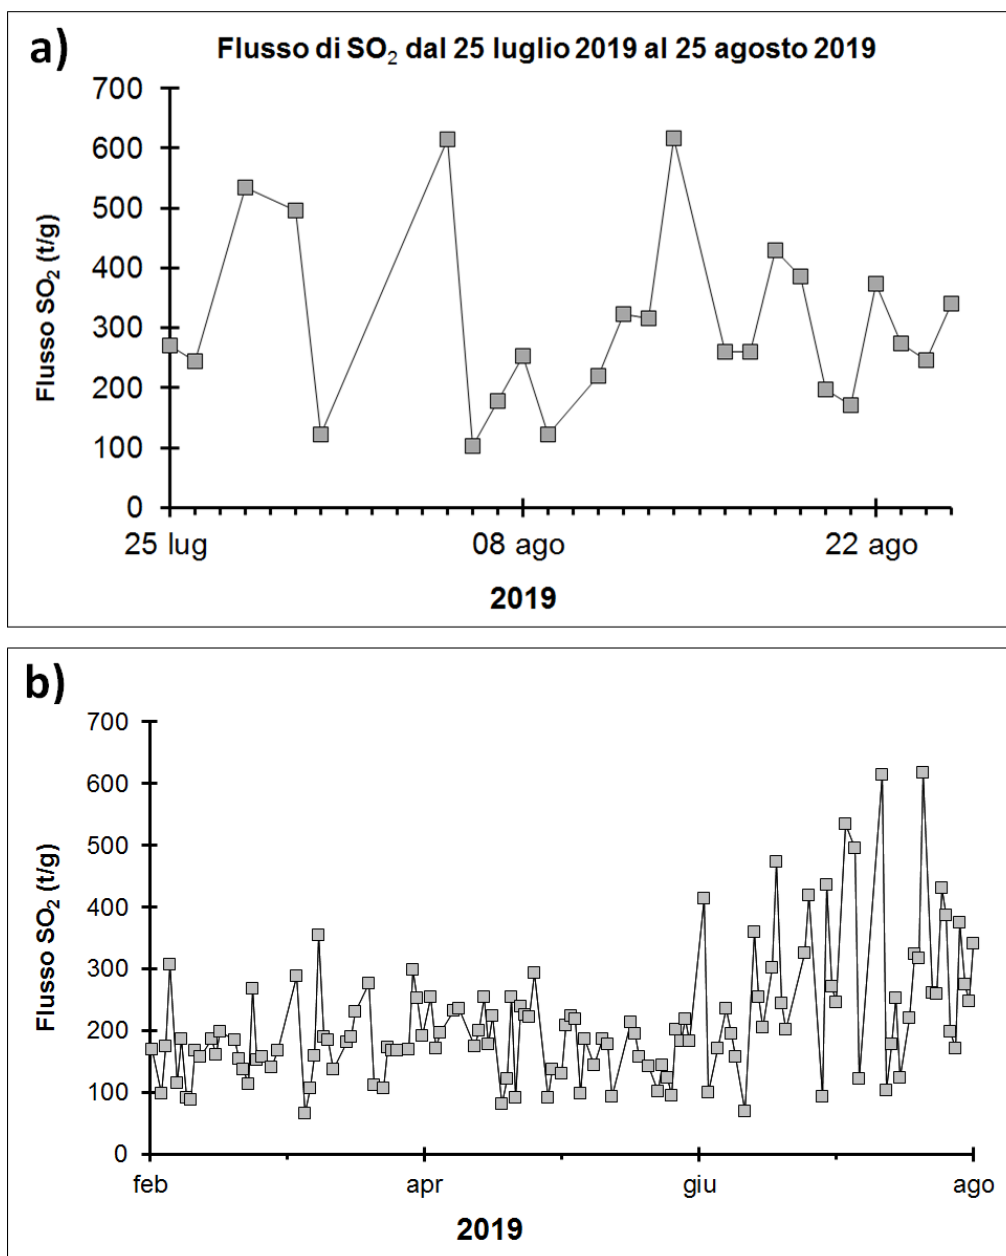 a)
Flusso di SO₂ dal 25 luglio 2019 al 25 agosto 2019
Flusso SO₂ (t/g)
700
600
500
400
300
200
100
0
25 lug 08 ago 22 ago
2019
b)
Flusso SO₂ (t/g)
700
600
500
400
300
200
100
0
feb apr giu ago
2019